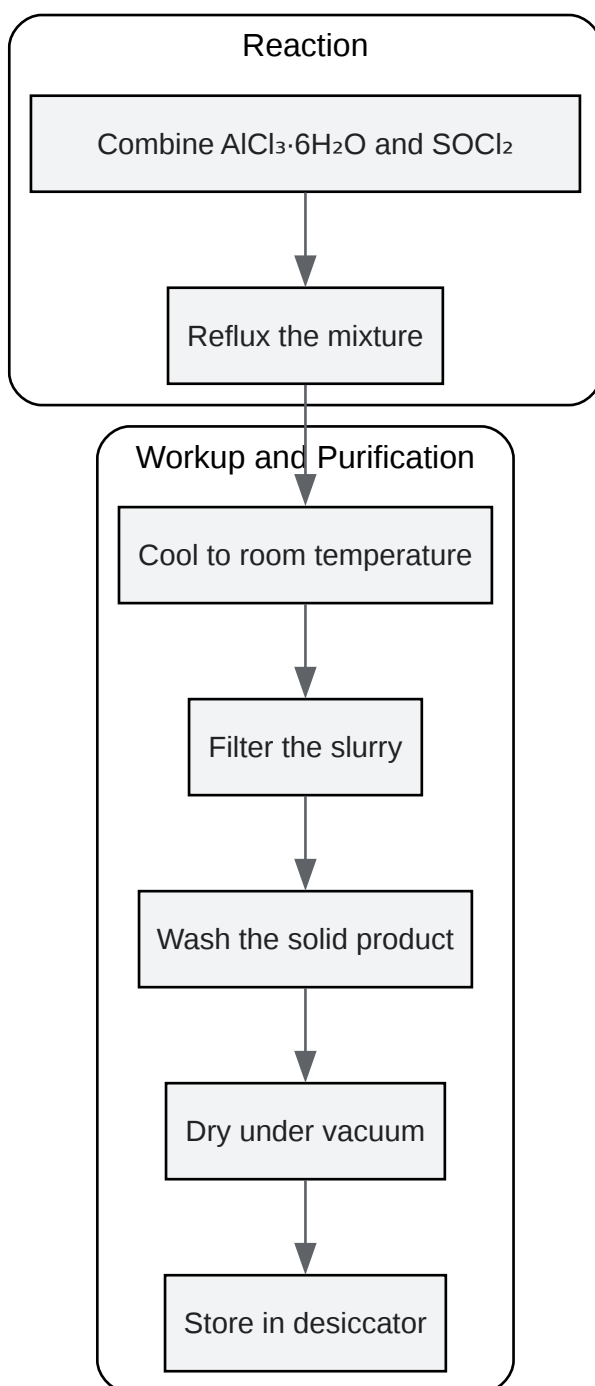 Reaction
Combine AlCl₃·6H₂O and SOCl₂
Reflux the mixture
Workup and Purification
Cool to room temperature
Filter the slurry
Wash the solid product
Dry under vacuum
Store in desiccator